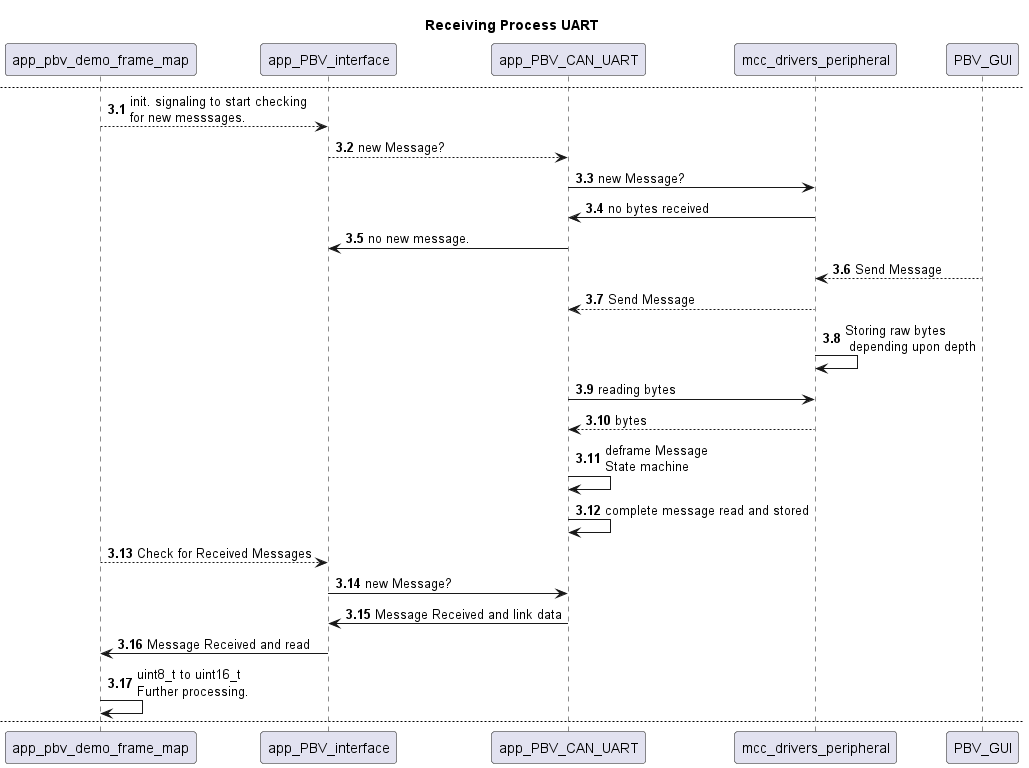 Receiving Process UART
app_pbv_demo_frame_map
app_PBV_interface
app_PBV_CAN_UART
mcc_drivers_peripheral
PBV_GUI
3.1 init. signaling to start checking
for new messsages.
3.2 new Message?
3.3 new Message?
3.4 no bytes received
3.5 no new message.
3.6 Send Message
3.7 Send Message
3.8 Storing raw bytes
depending upon depth
3.9 reading bytes
3.10 bytes
3.11 deframe Message
State machine
3.12 complete message read and stored
3.13 Check for Received Messages
3.14 new Message?
3.15 Message Received and link data
3.16 Message Received and read
3.17 uint8_t to uint16_t
Further processing.
app_pbv_demo_frame_map
app_PBV_interface
app_PBV_CAN_UART
mcc_drivers_peripheral
PBV_GUI